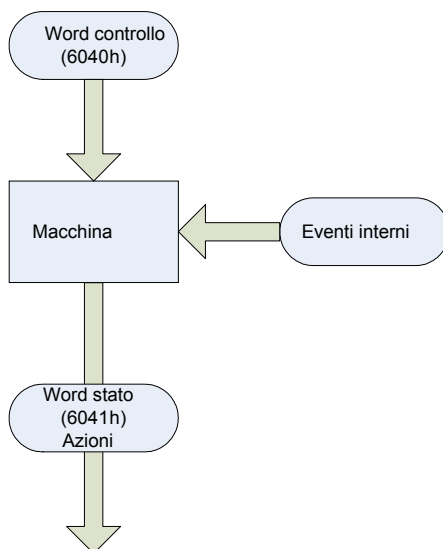 Word controllo
(6040h)
Macchina
Eventi interni
Word stato
(6041h)
Azioni